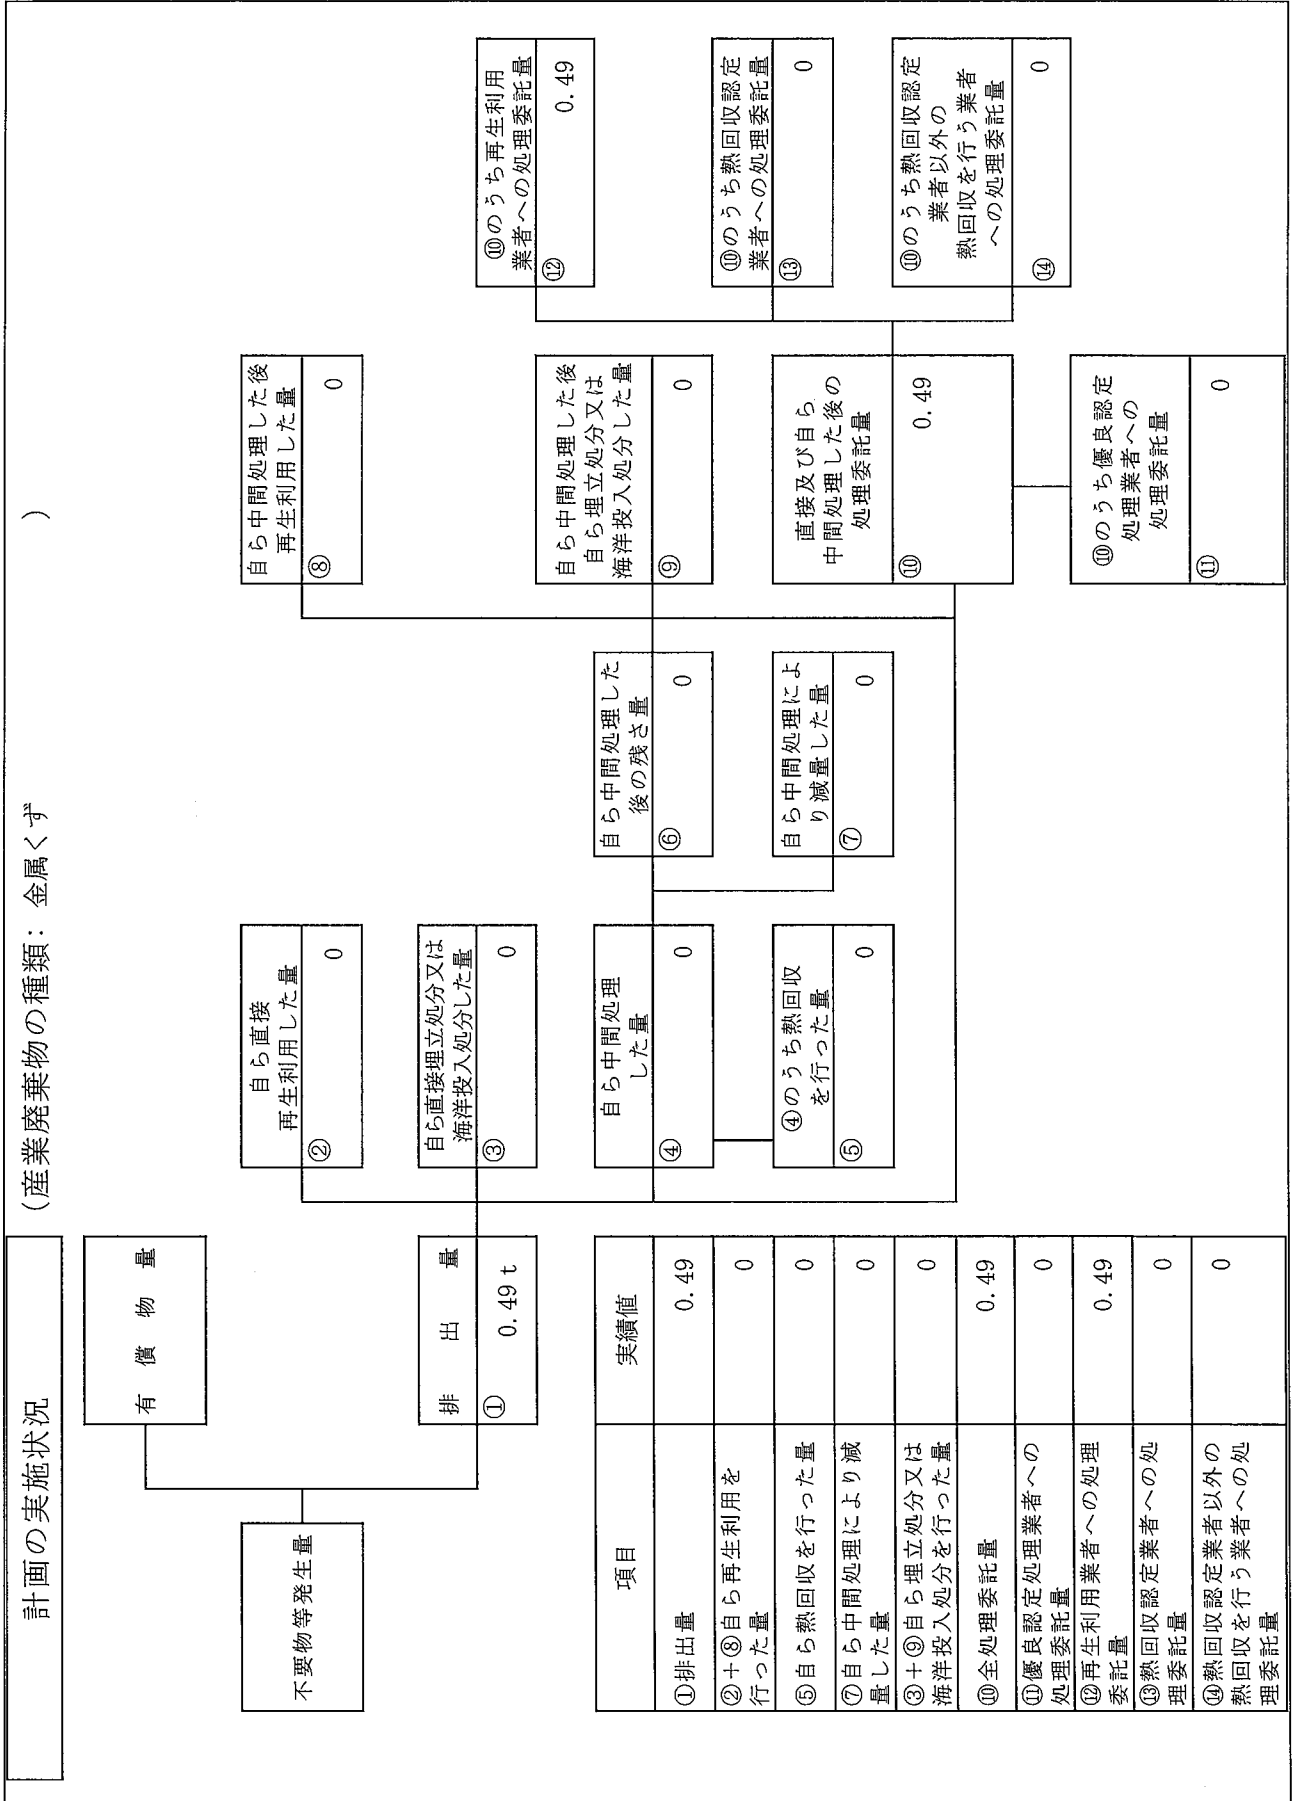 計画の実施状況
(産業廃棄物の種類： 金属くず )
不要物等発生量
有 償 物 量
排 出 量
① 0.49 t
自ら直接
再生利用した量
② 0
自ら直接埋立処分又は
海洋投入処分した量
③ 0
自ら中間処理
した量
④ 0
④のうち熱回収
を行った量
⑤ 0
自ら中間処理した
後の残さ量
⑥ 0
自ら中間処理によ
り減量した量
⑦ 0
自ら中間処理した後
再生利用した量
⑧ 0
自ら中間処理した後
自ら埋立処分又は
海洋投入処分した量
⑨ 0
直接及び自ら
中間処理した後の
処理委託量
⑩ 0.49
⑩のうち優良認定
処理業者への
処理委託量
⑪ 0
⑩のうち再生利用
業者への処理委託量
⑫ 0.49
⑩のうち熱回収認定
業者への処理委託量
⑬ 0
⑩のうち熱回収認定
業者以外の
熱回収を行う業者
への処理委託量
⑭ 0
項目 実績値
①排出量 0.49
②＋⑧自ら再生利用を
行った量 0
⑤自ら熱回収を行った量 0
⑦自ら中間処理により減
量した量 0
③＋⑨自ら埋立処分又は
海洋投入処分を行った量 0
⑩全処理委託量 0.49
⑪優良認定処理業者への
処理委託量 0
⑫再生利用業者への処理
委託量 0.49
⑬熱回収認定業者への処
理委託量 0
⑭熱回収認定業者以外の
熱回収を行う業者への処
理委託量 0